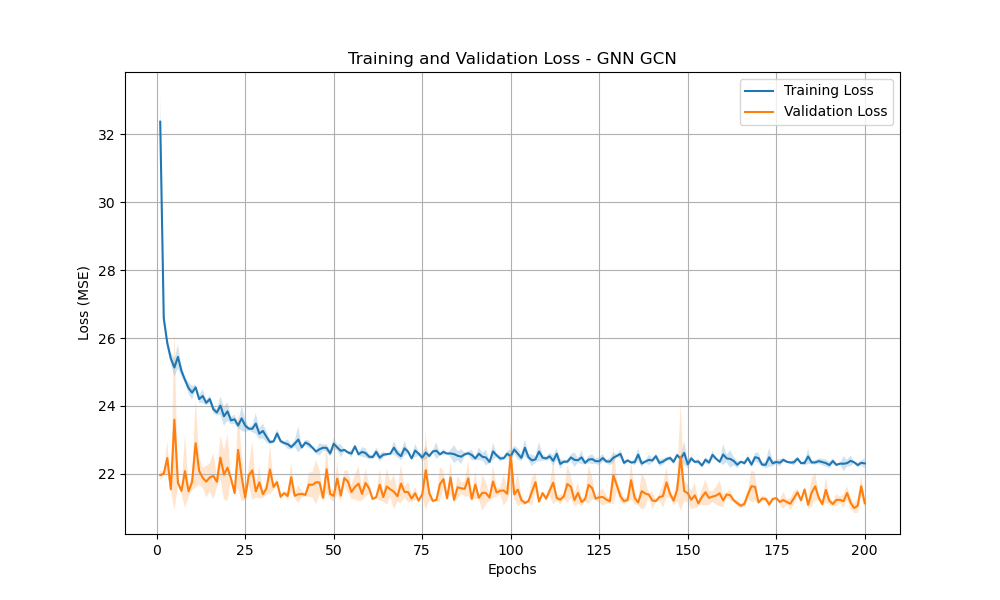 Training and Validation Loss - GNN GCN
Training Loss
Validation Loss
Loss (MSE)
32
30
28
26
24
22
0 25 50 75 100 125 150 175 200
Epochs